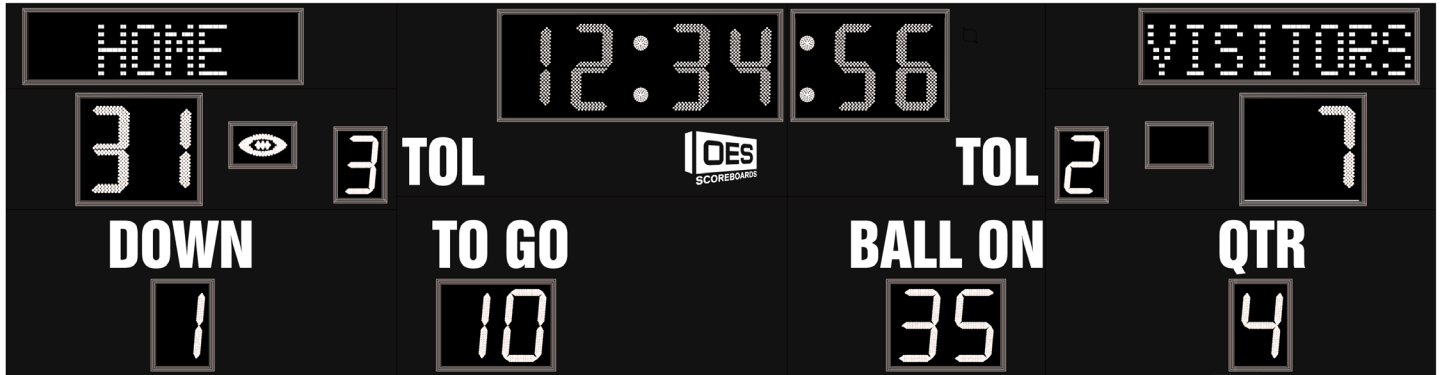 HOME 12:34:56 VISITORS
31 3 TOL OES SCOREBOARDS TOL 2 7
DOWN TO GO BALL ON QTR
1 10 35 4